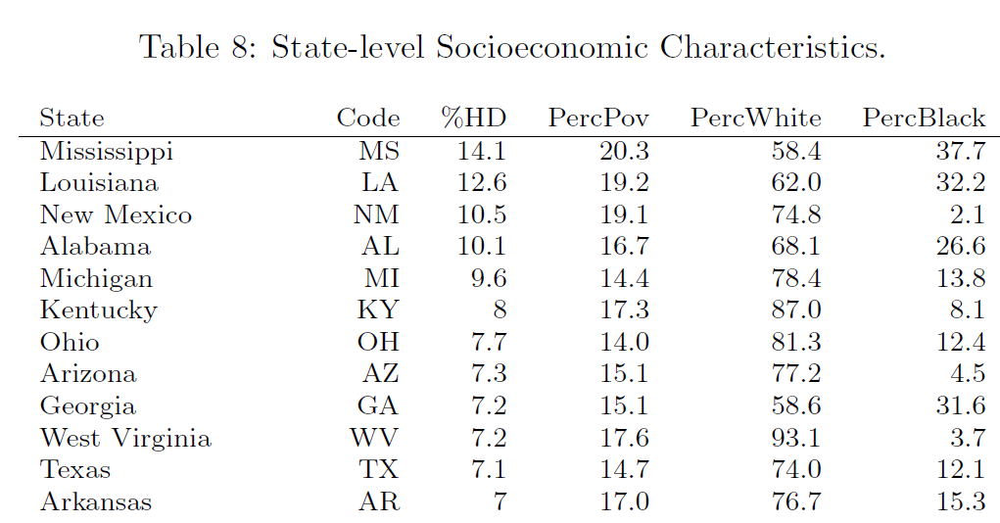 Table 8: State-level Socioeconomic Characteristics.
State Code %HD PercPov PercWhite PercBlack
Mississippi MS 14.1 20.3 58.4 37.7
Louisiana LA 12.6 19.2 62.0 32.2
New Mexico NM 10.5 19.1 74.8 2.1
Alabama AL 10.1 16.7 68.1 26.6
Michigan MI 9.6 14.4 78.4 13.8
Kentucky KY 8 17.3 87.0 8.1
Ohio OH 7.7 14.0 81.3 12.4
Arizona AZ 7.3 15.1 77.2 4.5
Georgia GA 7.2 15.1 58.6 31.6
West Virginia WV 7.2 17.6 93.1 3.7
Texas TX 7.1 14.7 74.0 12.1
Arkansas AR 7 17.0 76.7 15.3